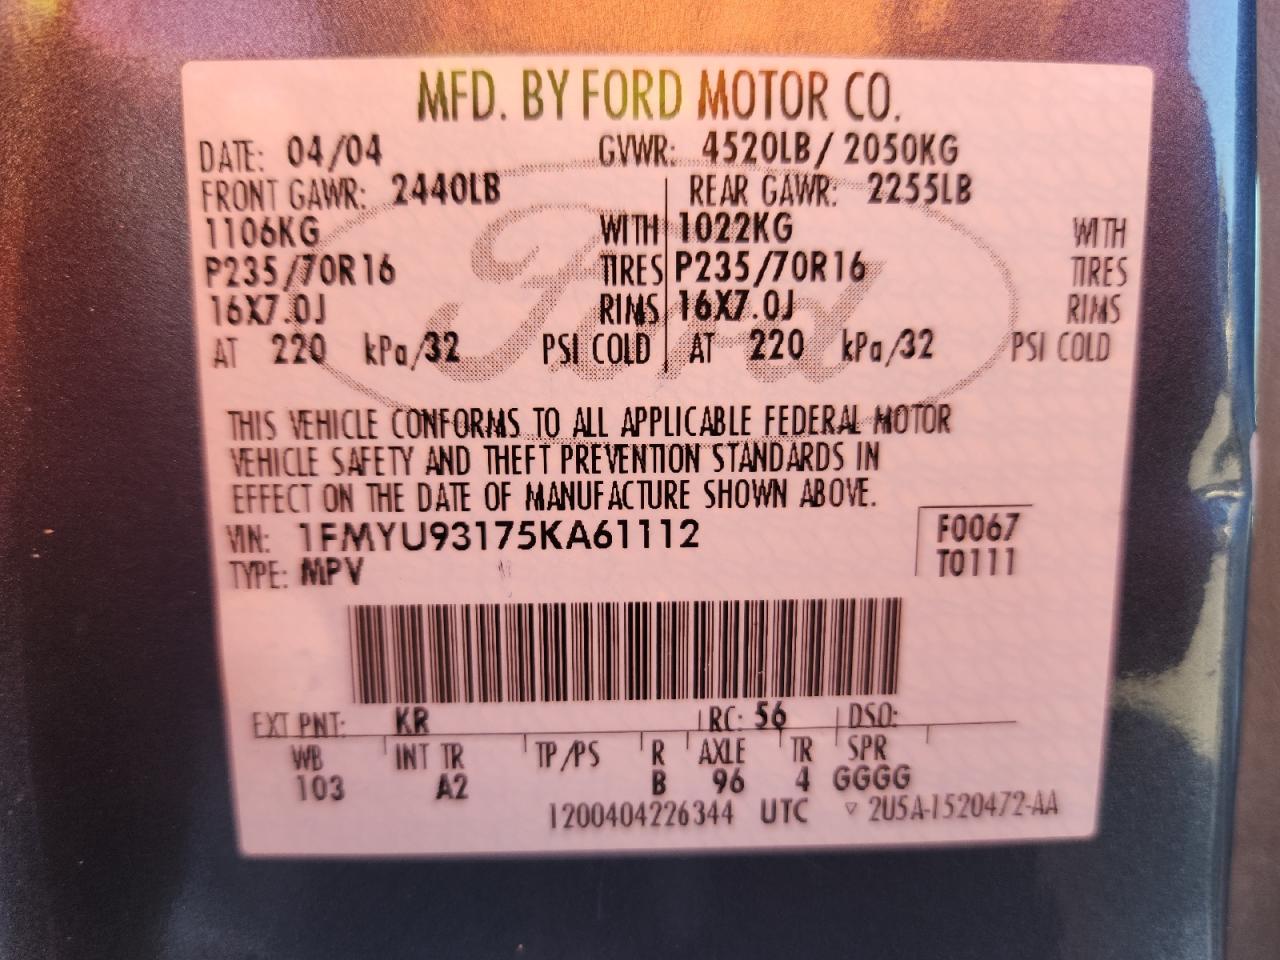 MFD. BY FORD MOTOR CO.
DATE: 04/04 GVWR: 4520LB / 2050KG
FRONT GAWR: 2440LB REAR GAWR: 2255LB
1106KG WITH 1022KG WITH
P235/70R16 TIRES P235/70R16 TIRES
16X7.0J RIMS 16X7.0J RIMS
AT 220 kPa/32 PSI COLD AT 220 kPa/32 PSI COLD
Ford
THIS VEHICLE CONFORMS TO ALL APPLICABLE FEDERAL MOTOR
VEHICLE SAFETY AND THEFT PREVENTION STANDARDS IN
EFFECT ON THE DATE OF MANUFACTURE SHOWN ABOVE.
VIN: 1FMYU93175KA61112 F0067
TYPE: MPV T0111
EXT PNT: KR RC: 56 DSO:
WB INT TR TP/PS R AXLE TR SPR
103 A2 B 96 4 GGGG
1200404226344 UTC ▽ 2U5A-1520472-AA